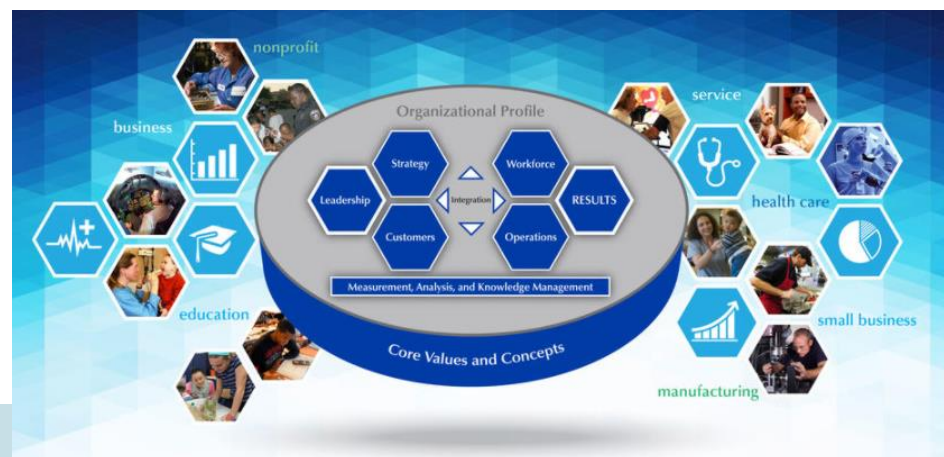 nonprofit
business
education
Organizational Profile
Strategy
Workforce
Leadership
Integration
RESULTS
Customers
Operations
Measurement, Analysis, and Knowledge Management
Core Values and Concepts
service
health care
small business
manufacturing